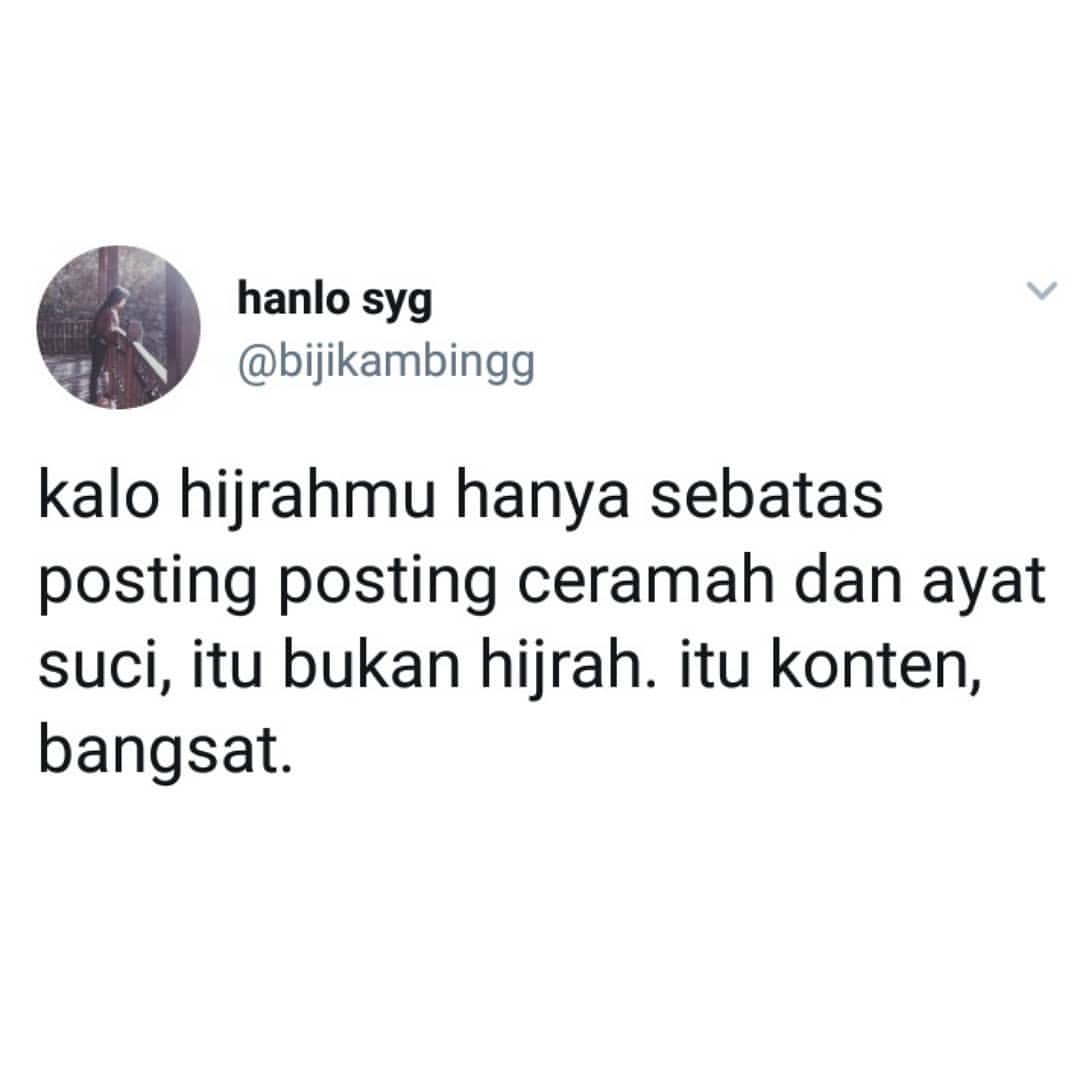 hanlo syg
@bijikambingg
kalo hijrahmu hanya sebatas
posting posting ceramah dan ayat
suci, itu bukan hijrah. itu konten,
bangsat.